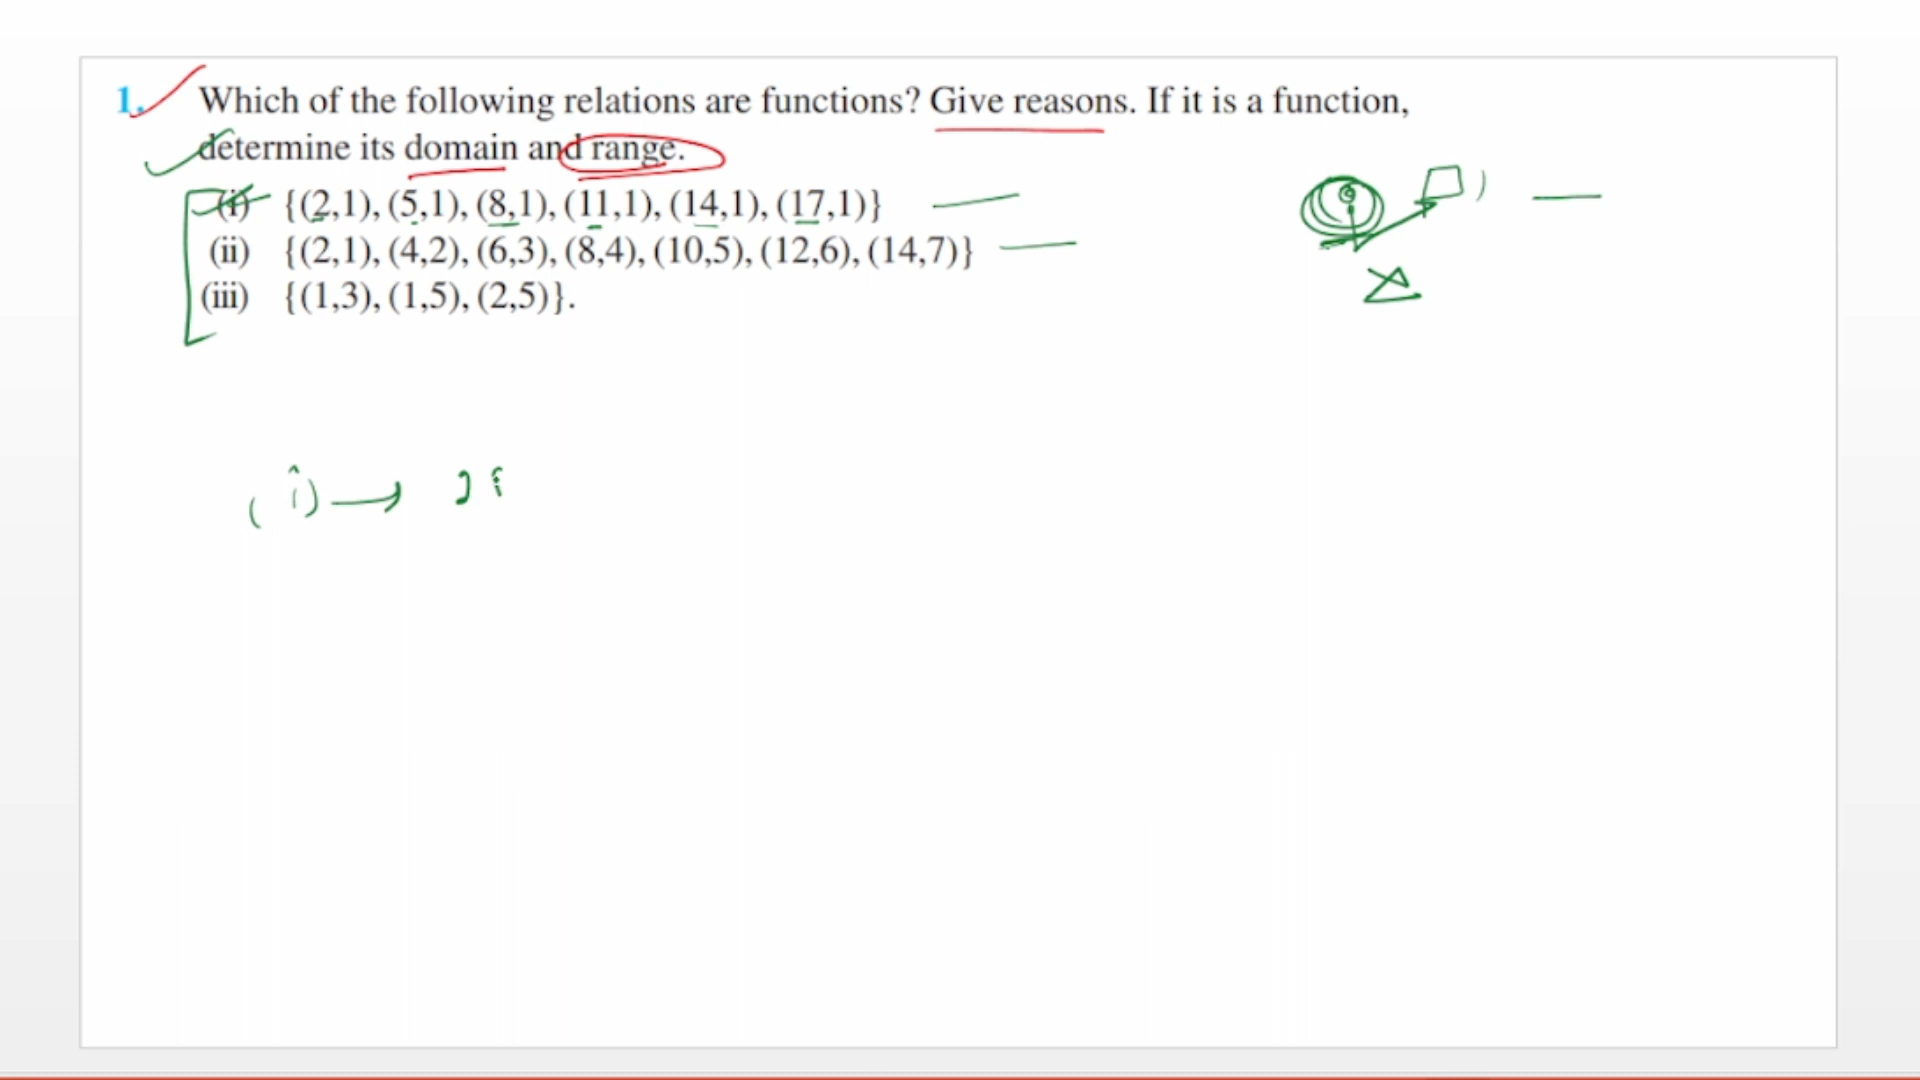 1. Which of the following relations are functions? Give reasons. If it is a function,
determine its domain and range.
(i) {(2,1), (5,1), (8,1), (11,1), (14,1), (17,1)}
(ii) {(2,1), (4,2), (6,3), (8,4), (10,5), (12,6), (14,7)}
(iii) {(1,3), (1,5), (2,5)}.
(i) →